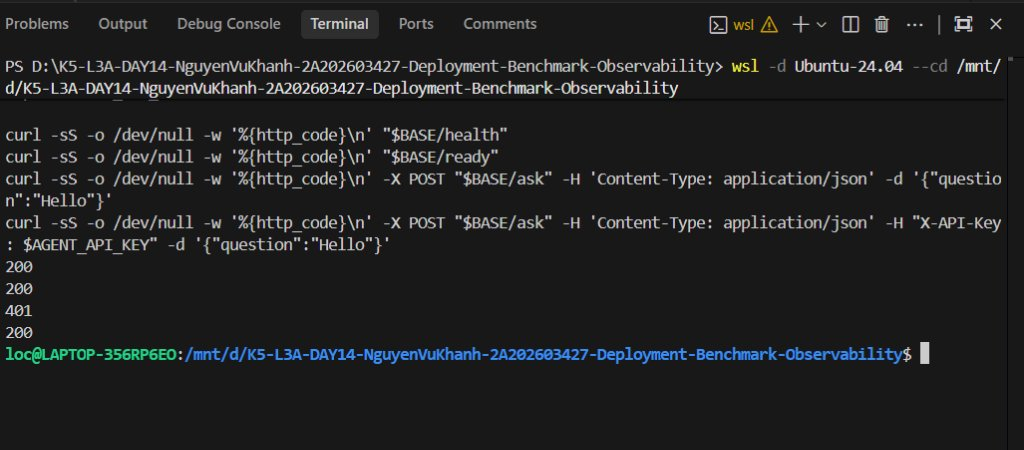 Problems Output Debug Console Terminal Ports Comments wsl
PS D:\K5-L3A-DAY14-NguyenVuKhanh-2A202603427-Deployment-Benchmark-Observability> wsl -d Ubuntu-24.04 --cd /mnt/
d/K5-L3A-DAY14-NguyenVuKhanh-2A202603427-Deployment-Benchmark-Observability
curl -sS -o /dev/null -w '%{http_code}\n' "$BASE/health"
curl -sS -o /dev/null -w '%{http_code}\n' "$BASE/ready"
curl -sS -o /dev/null -w '%{http_code}\n' -X POST "$BASE/ask" -H 'Content-Type: application/json' -d '{"questio
n":"Hello"}'
curl -sS -o /dev/null -w '%{http_code}\n' -X POST "$BASE/ask" -H 'Content-Type: application/json' -H "X-API-Key
: $AGENT_API_KEY" -d '{"question":"Hello"}'
200
200
401
200
loc@LAPTOP-356RP6EO:/mnt/d/K5-L3A-DAY14-NguyenVuKhanh-2A202603427-Deployment-Benchmark-Observability$